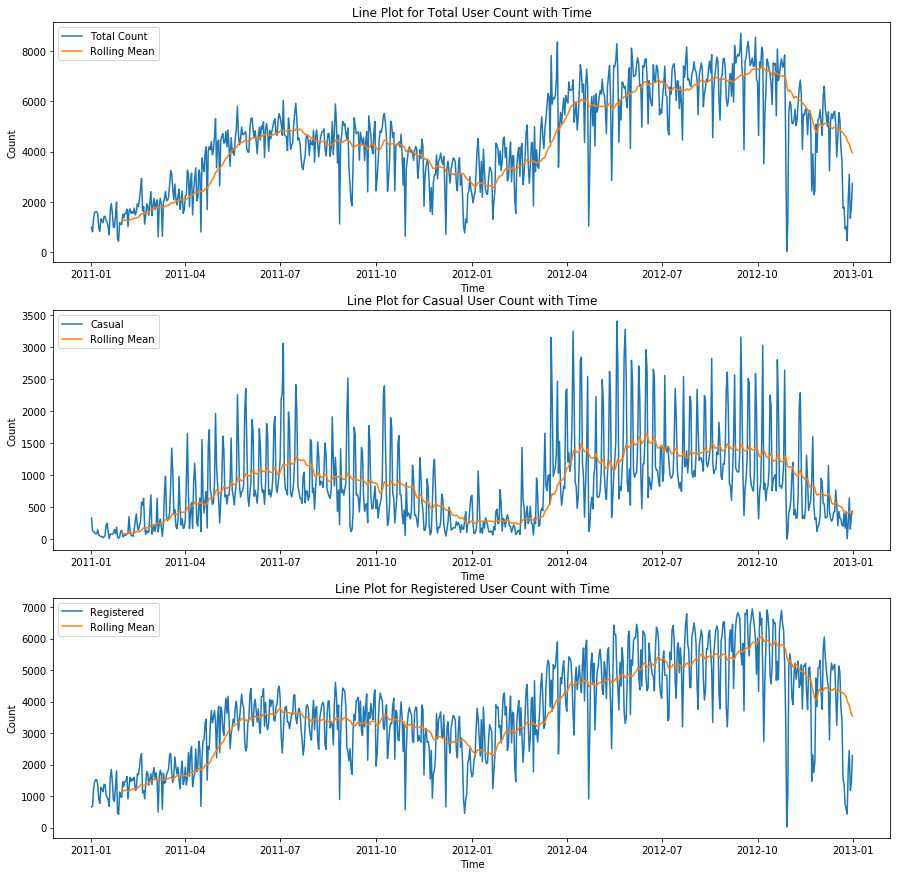 Line Plot for Total User Count with Time
Total Count
Rolling Mean
Count
8000
6000
4000
2000
0
2011-01 2011-04 2011-07 2011-10 2012-01 2012-04 2012-07 2012-10 2013-01
Time
Line Plot for Casual User Count with Time
Casual
Rolling Mean
Count
3500
3000
2500
2000
1500
1000
500
0
2011-01 2011-04 2011-07 2011-10 2012-01 2012-04 2012-07 2012-10 2013-01
Time
Line Plot for Registered User Count with Time
Registered
Rolling Mean
Count
7000
6000
5000
4000
3000
2000
1000
0
2011-01 2011-04 2011-07 2011-10 2012-01 2012-04 2012-07 2012-10 2013-01
Time